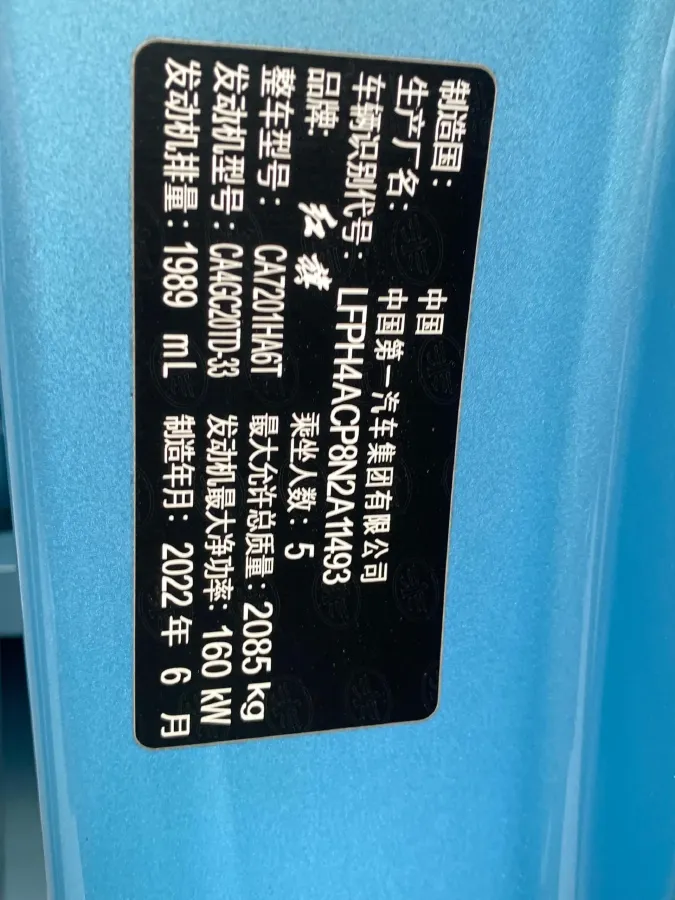 制造国: 中国
生产厂名: 中国第一汽车集团有限公司
车辆识别代号: LFPH4ACP8N2A11493
品牌: 红旗 乘坐人数: 5
整车型号: CA7201HA6T 最大允许总质量: 2085 kg
发动机型号: CA4GC20TD-33 发动机最大净功率: 160 kW
发动机排量: 1989 mL 制造年月: 2022 年 6 月